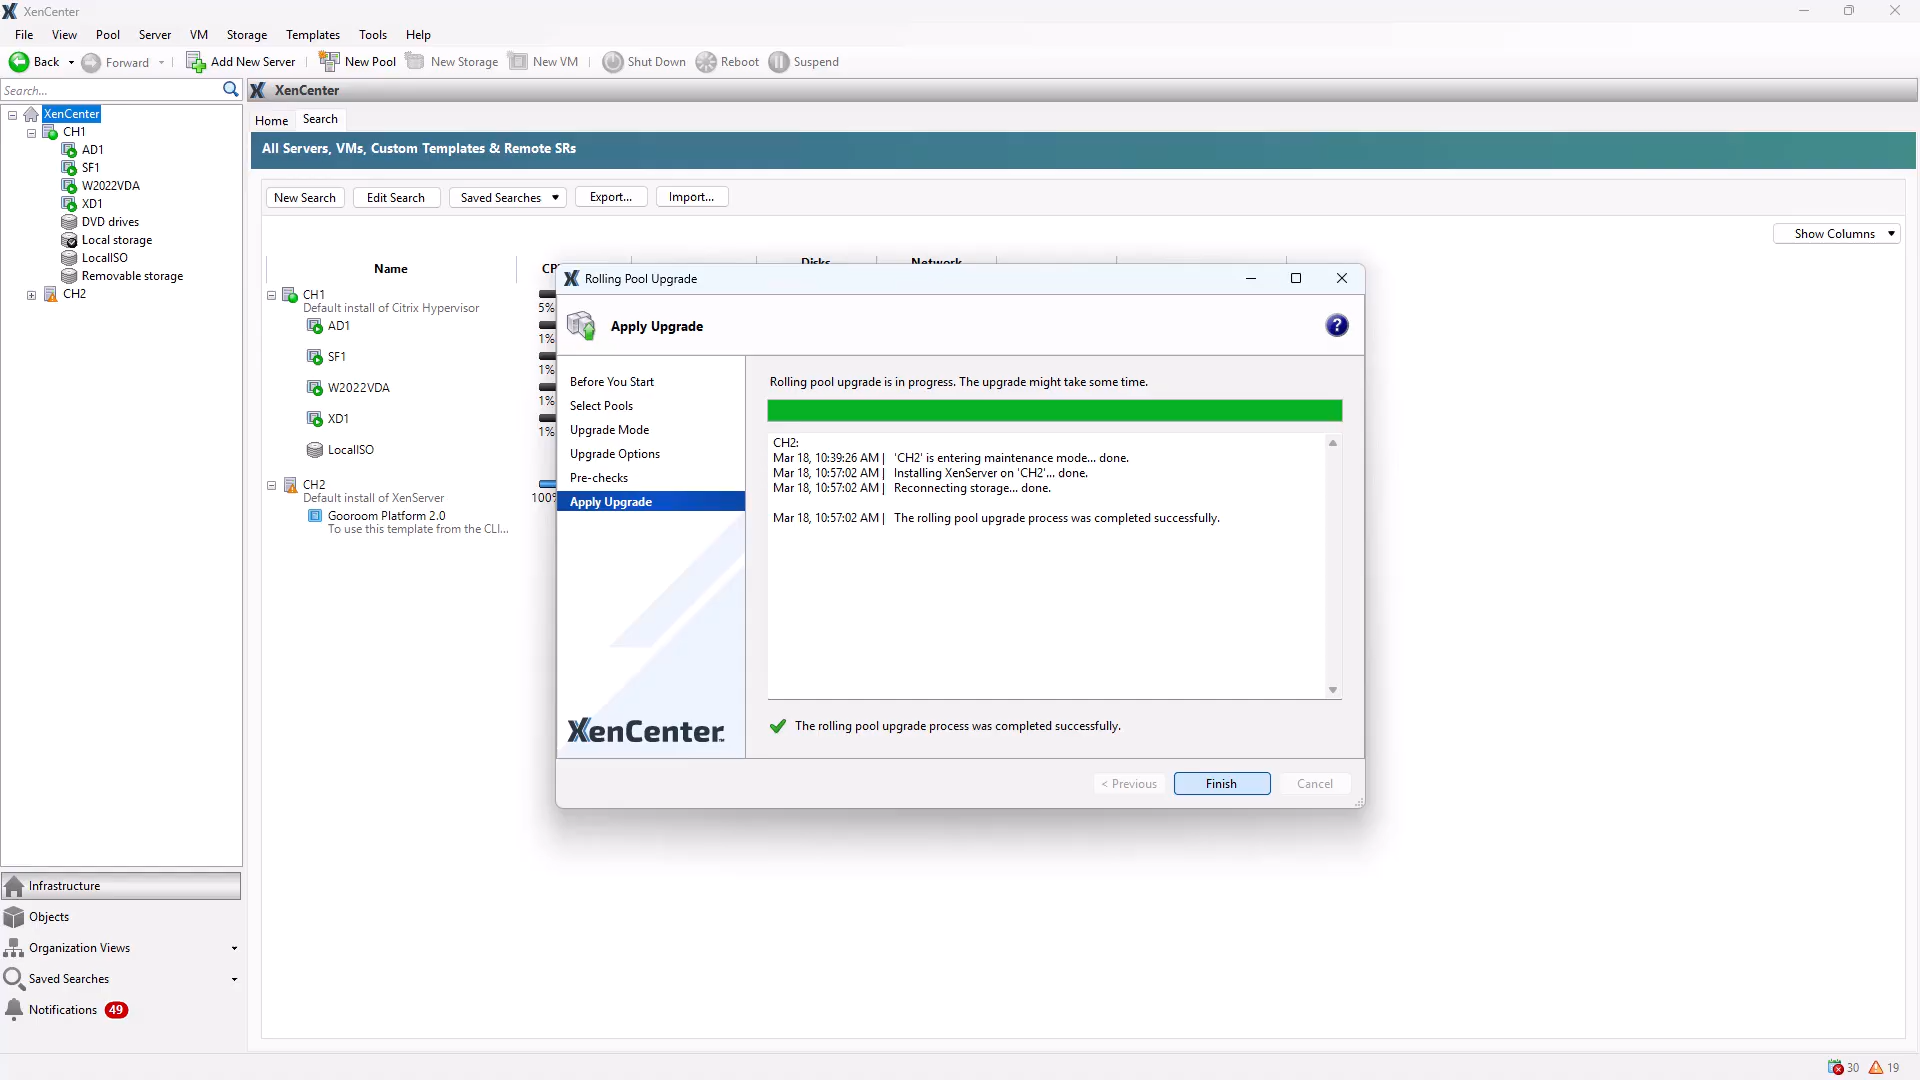 XenCenter
File View Pool Server VM Storage Templates Tools Help
Back Forward Add New Server New Pool New Storage New VM Shut Down Reboot Suspend
Search...
XenCenter
XenCenter
CH1
AD1
SF1
W2022VDA
XD1
DVD drives
Local storage
LocalISO
Removable storage
CH2
Home Search
All Servers, VMs, Custom Templates & Remote SRs
New Search Edit Search Saved Searches Export... Import...
Show Columns
Name
CH1
Default install of Citrix Hypervisor
5%
AD1
1%
SF1
1%
W2022VDA
1%
XD1
1%
LocalISO
CH2
Default install of XenServer
100%
Gooroom Platform 2.0
To use this template from the CLI...
Rolling Pool Upgrade
Apply Upgrade
?
Before You Start
Select Pools
Upgrade Mode
Upgrade Options
Pre-checks
Apply Upgrade
XenCenter
Rolling pool upgrade is in progress. The upgrade might take some time.
CH2:
Mar 18, 10:39:26 AM | 'CH2' is entering maintenance mode... done.
Mar 18, 10:57:02 AM | Installing XenServer on 'CH2'... done.
Mar 18, 10:57:02 AM | Reconnecting storage... done.
Mar 18, 10:57:02 AM | The rolling pool upgrade process was completed successfully.
The rolling pool upgrade process was completed successfully.
< Previous Finish Cancel
Infrastructure
Objects
Organization Views
Saved Searches
Notifications 49
30 19